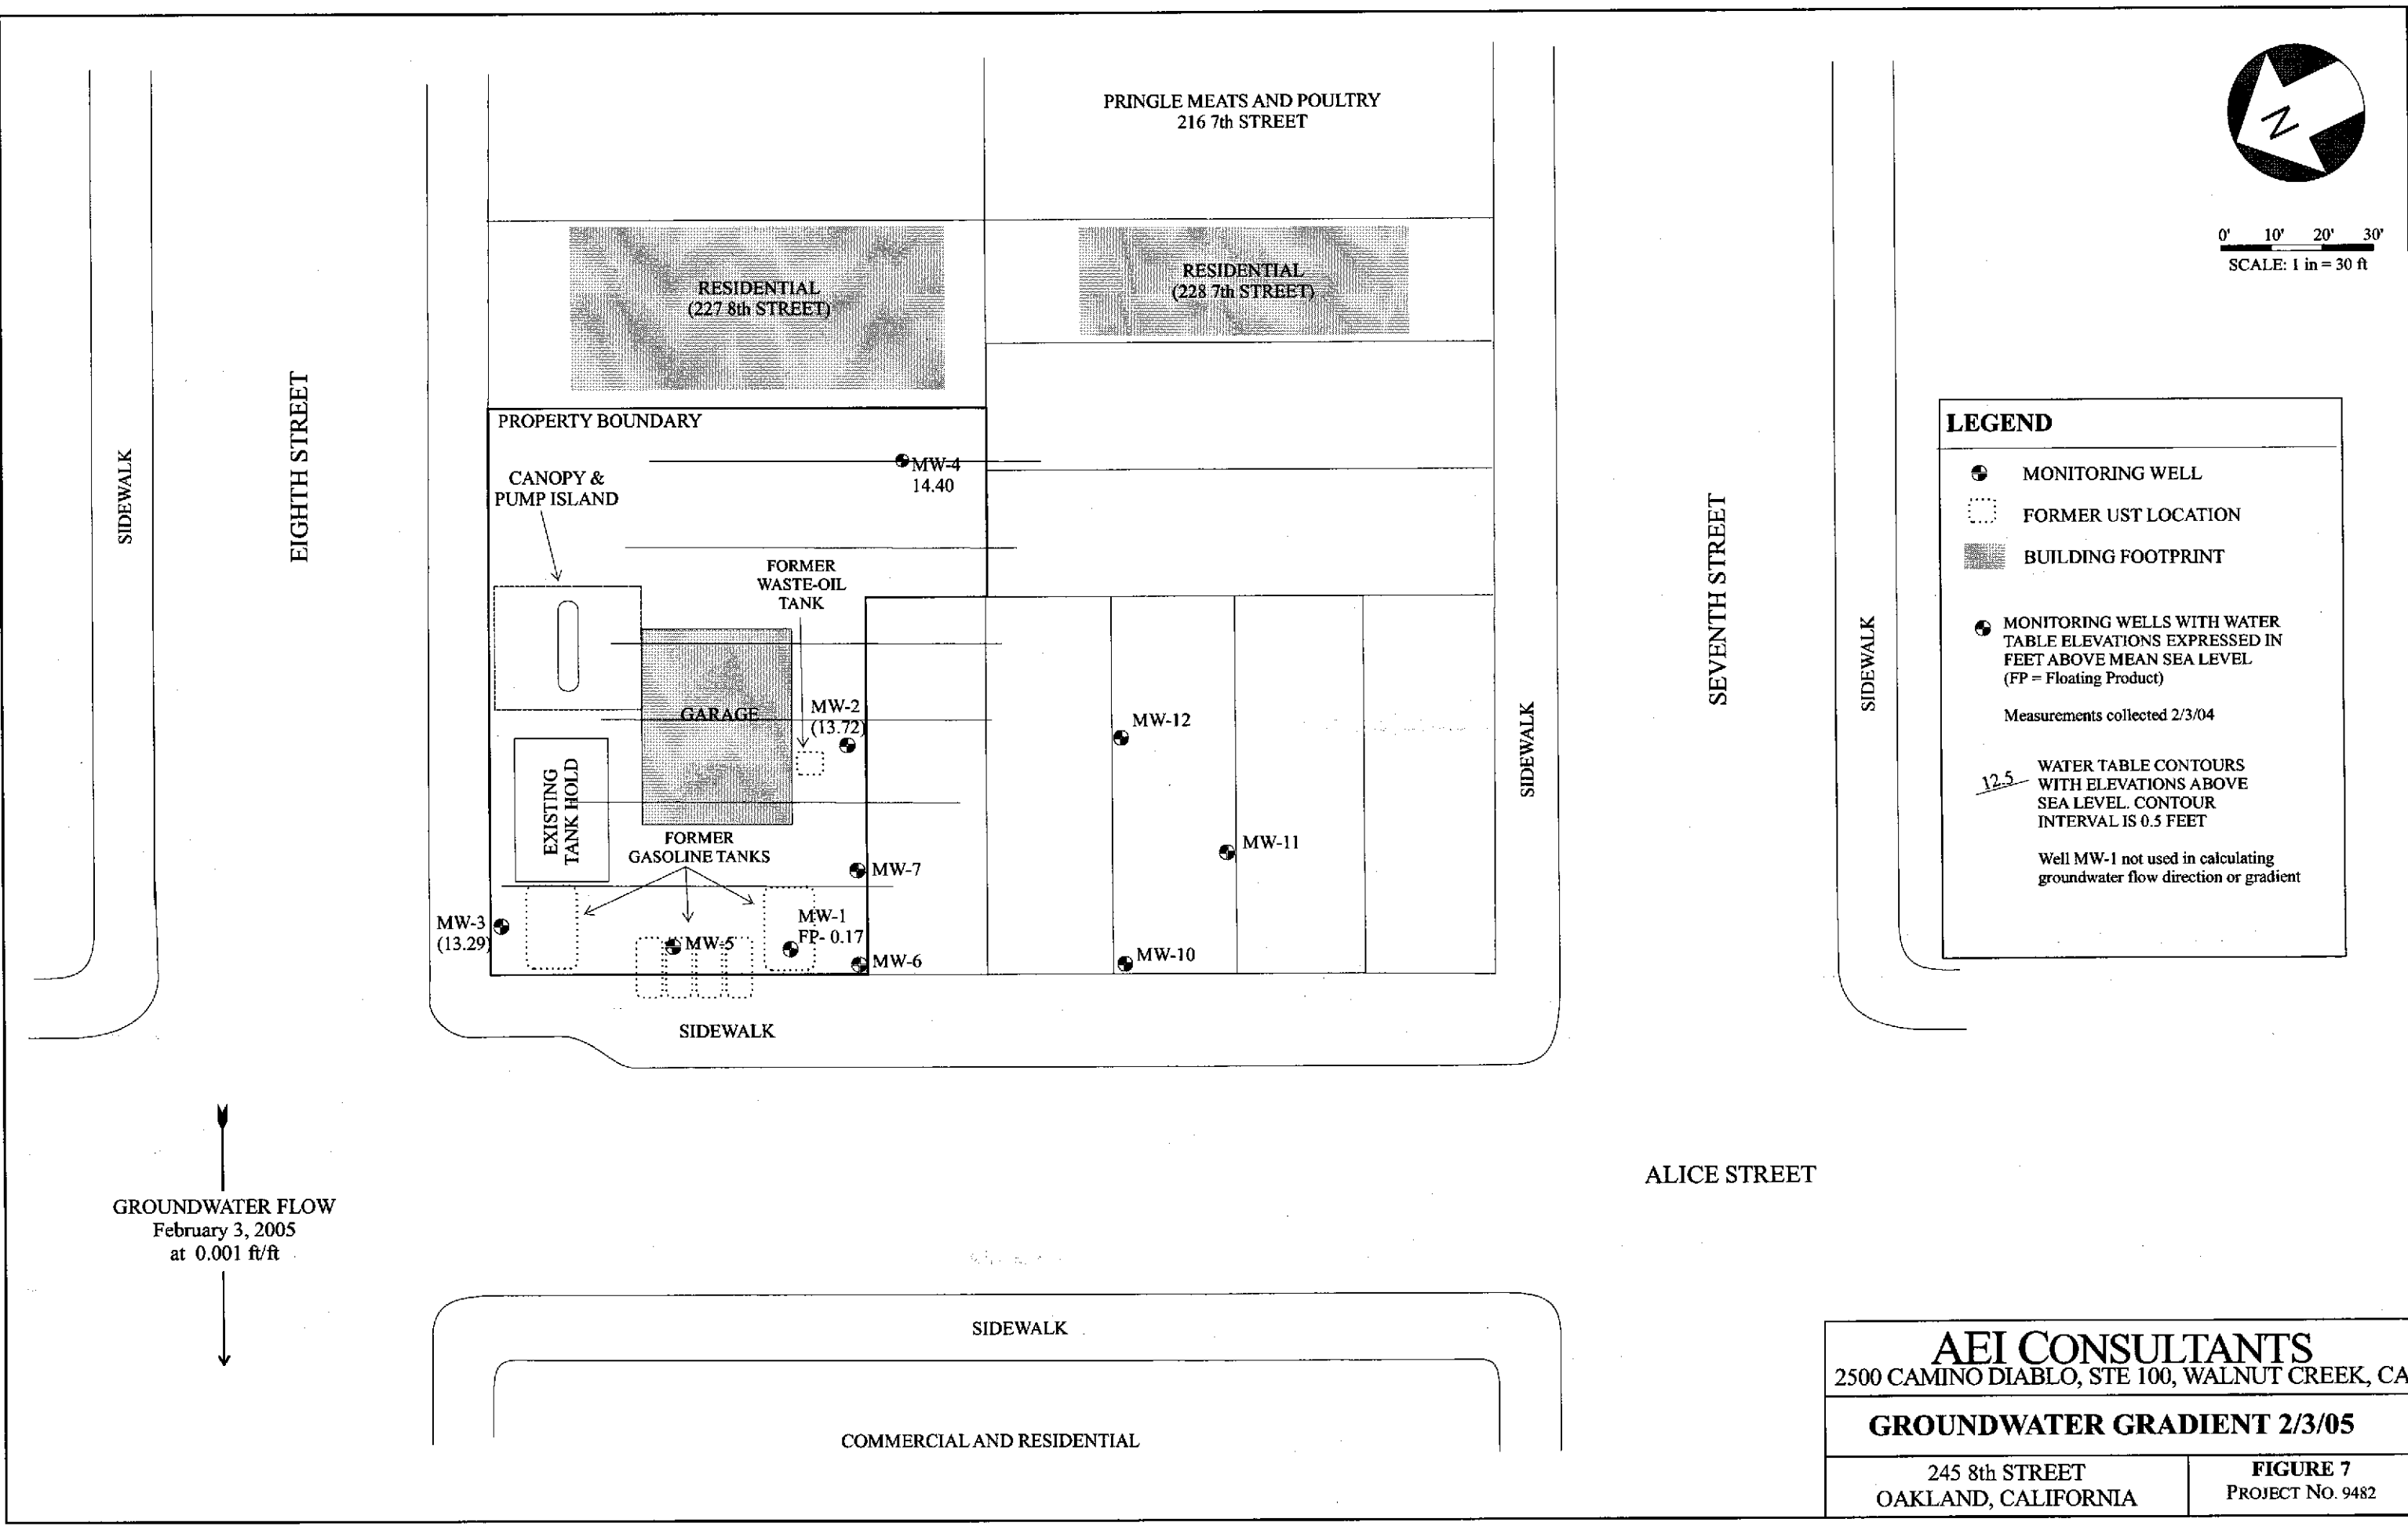 PRINGLE MEATS AND POULTRY
216 7th STREET
N
0' 10' 20' 30'
SCALE: 1 in = 30 ft
RESIDENTIAL
(227 8th STREET)
RESIDENTIAL
(228 7th STREET)
SIDEWALK
EIGHTH STREET
PROPERTY BOUNDARY
CANOPY &
PUMP ISLAND
MW-4
14.40
FORMER
WASTE-OIL
TANK
GARAGE
MW-2
(13.72)
EXISTING
TANK HOLD
FORMER
GASOLINE TANKS
MW-7
MW-3
(13.29)
MW-5
MW-1
FP- 0.17
MW-6
MW-12
MW-11
MW-10
SIDEWALK
SIDEWALK
SEVENTH STREET
SIDEWALK
LEGEND
MONITORING WELL
FORMER UST LOCATION
BUILDING FOOTPRINT
MONITORING WELLS WITH WATER
TABLE ELEVATIONS EXPRESSED IN
FEET ABOVE MEAN SEA LEVEL
(FP = Floating Product)
Measurements collected 2/3/04
12.5
WATER TABLE CONTOURS
WITH ELEVATIONS ABOVE
SEA LEVEL. CONTOUR
INTERVAL IS 0.5 FEET
Well MW-1 not used in calculating
groundwater flow direction or gradient
ALICE STREET
GROUNDWATER FLOW
February 3, 2005
at 0.001 ft/ft
SIDEWALK
COMMERCIAL AND RESIDENTIAL
AEI CONSULTANTS
2500 CAMINO DIABLO, STE 100, WALNUT CREEK, CA
GROUNDWATER GRADIENT 2/3/05
245 8th STREET
OAKLAND, CALIFORNIA
FIGURE 7
PROJECT NO. 9482